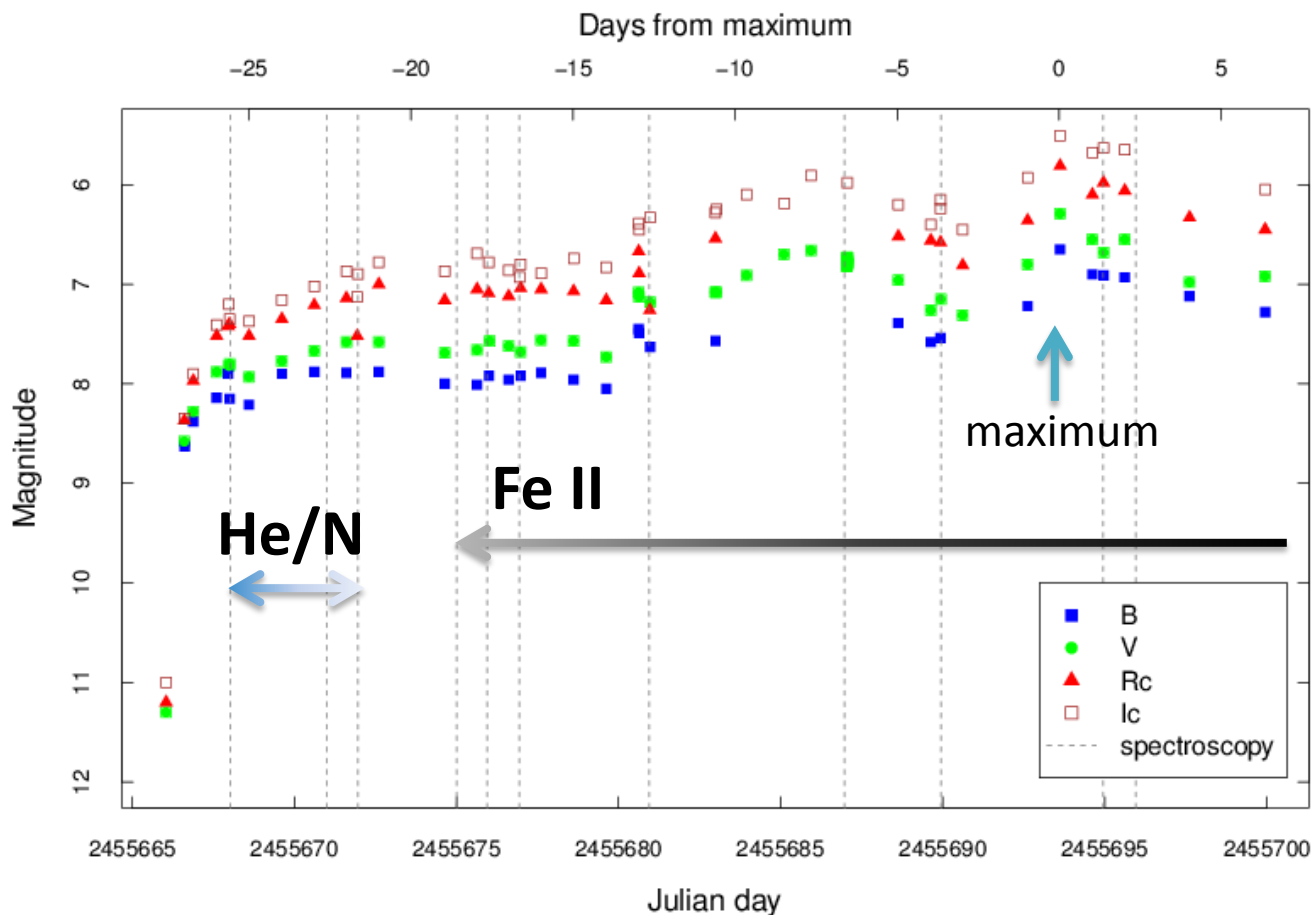 Days from maximum
−25 −20 −15 −10 −5 0 5
Magnitude
6
7
8
9
10
11
12
maximum
Fe II
He/N
B
V
Rc
Ic
spectroscopy
2455665 2455670 2455675 2455680 2455685 2455690 2455695 2455700
Julian day